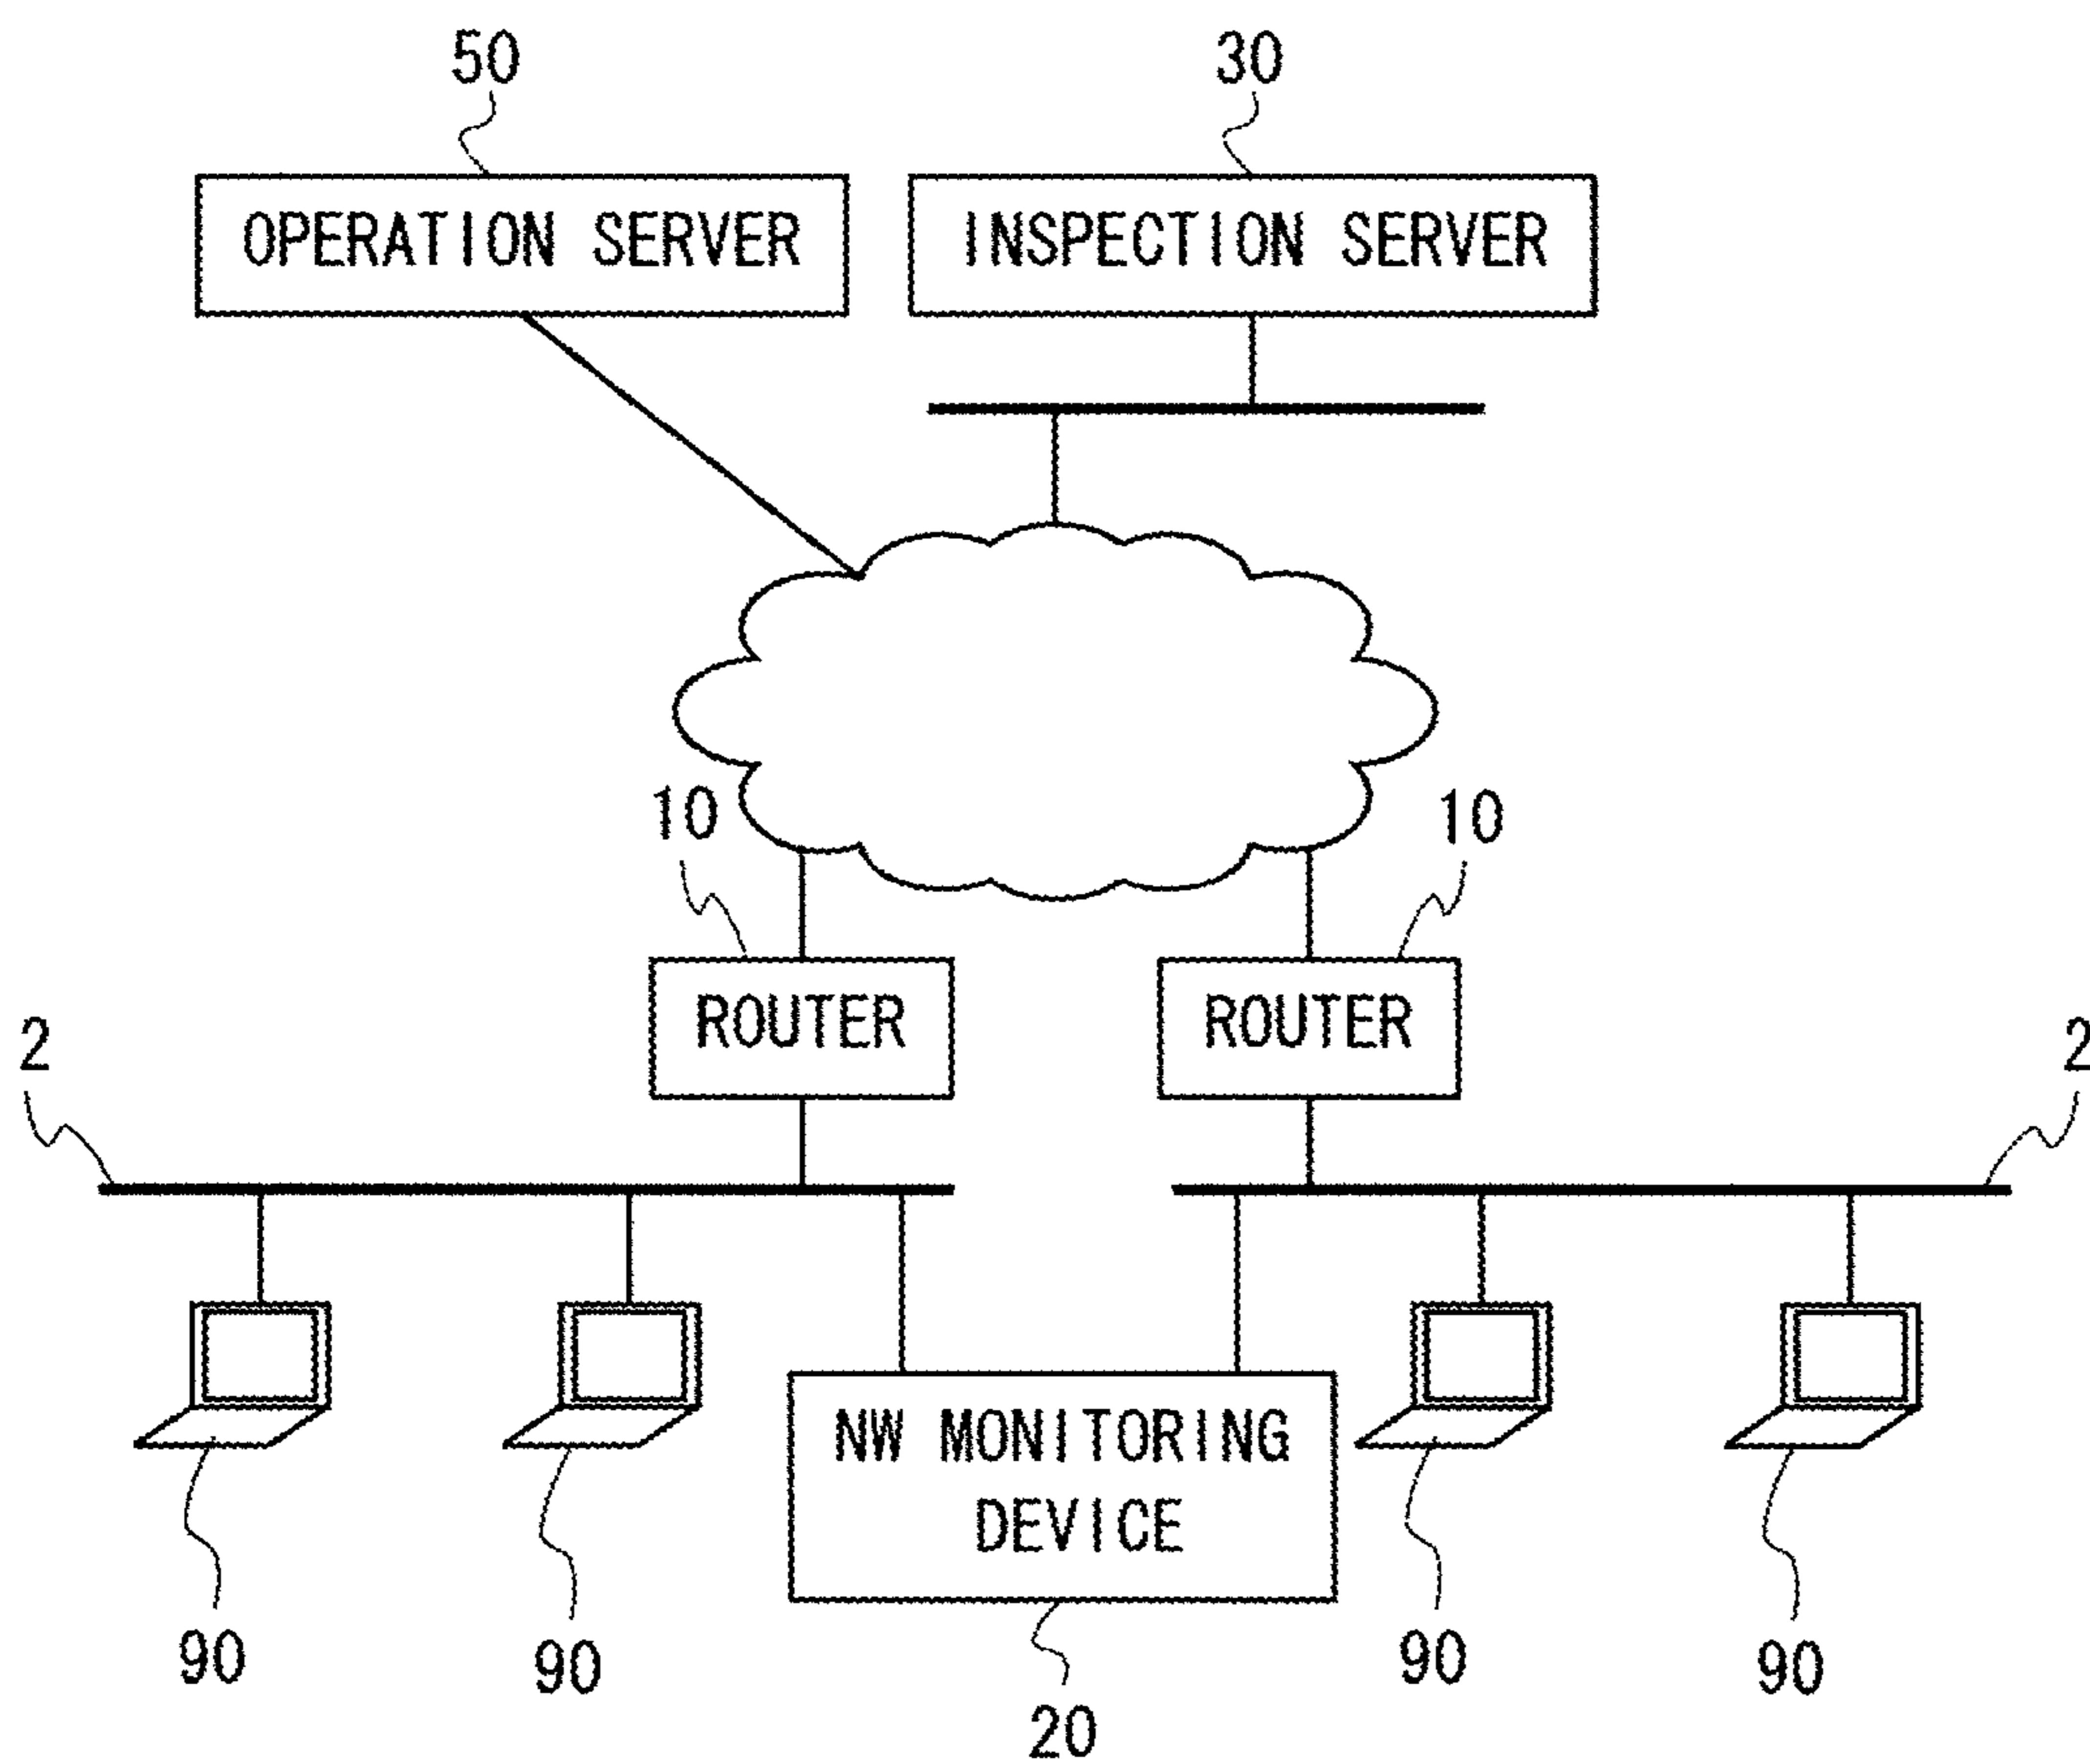 50
30
OPERATION SERVER
INSPECTION SERVER
10
10
ROUTER
ROUTER
2
2
NW MONITORING
DEVICE
90
90
90
90
20